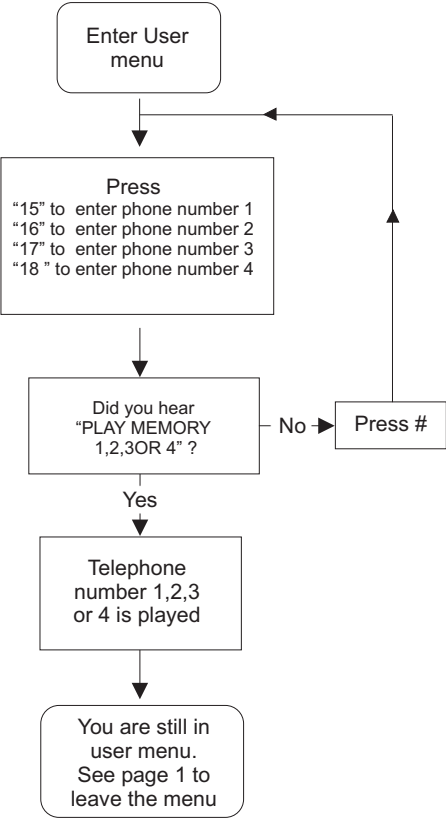 Enter User
menu
Press
“15” to enter phone number 1
“16” to enter phone number 2
“17” to enter phone number 3
“18 ” to enter phone number 4
Did you hear
“PLAY MEMORY
1,2,3OR 4” ?
No
Press #
Yes
Telephone
number 1,2,3
or 4 is played
You are still in
user menu.
See page 1 to
leave the menu